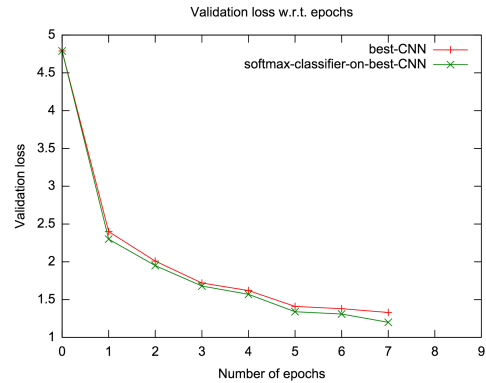 Validation loss w.r.t. epochs
5
4.5
4
3.5
3
2.5
2
1.5
1
Validation loss
best-CNN
softmax-classifier-on-best-CNN
0 1 2 3 4 5 6 7 8 9
Number of epochs